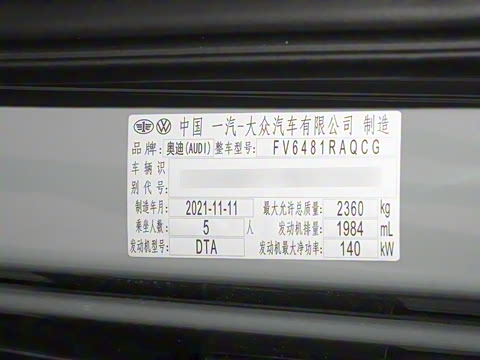 中国 一汽-大众汽车有限公司 制造
品牌: 奥迪(AUDI) 整车型号: FV6481RAQCG
车辆识
别代号:
制造年月: 2021-11-11 最大允许总质量: 2360 kg
乘坐人数: 5 人 发动机排量: 1984 mL
发动机型号: DTA 发动机最大净功率: 140 kW